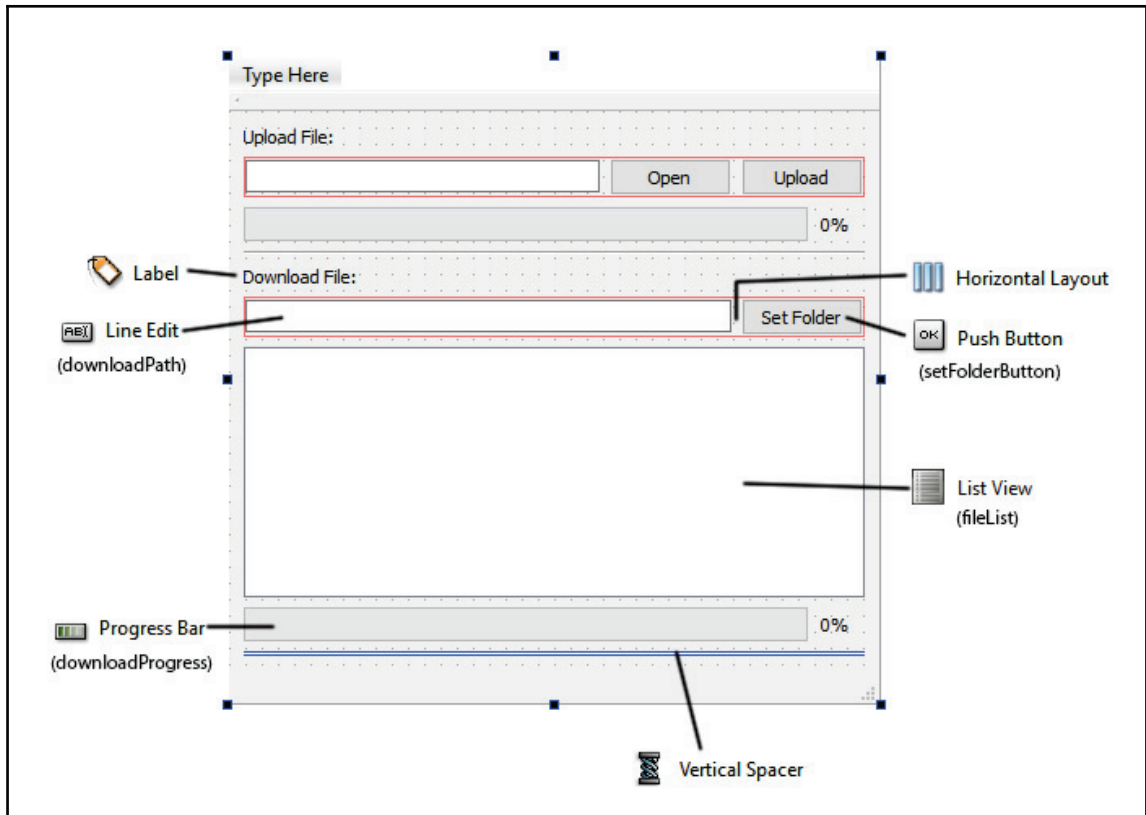 Type Here
Upload File:
Open
Upload
0%
Label
Download File:
Horizontal Layout
Line Edit
(downloadPath)
Set Folder
OK
Push Button
(setFolderButton)
List View
(fileList)
Progress Bar
(downloadProgress)
0%
Vertical Spacer